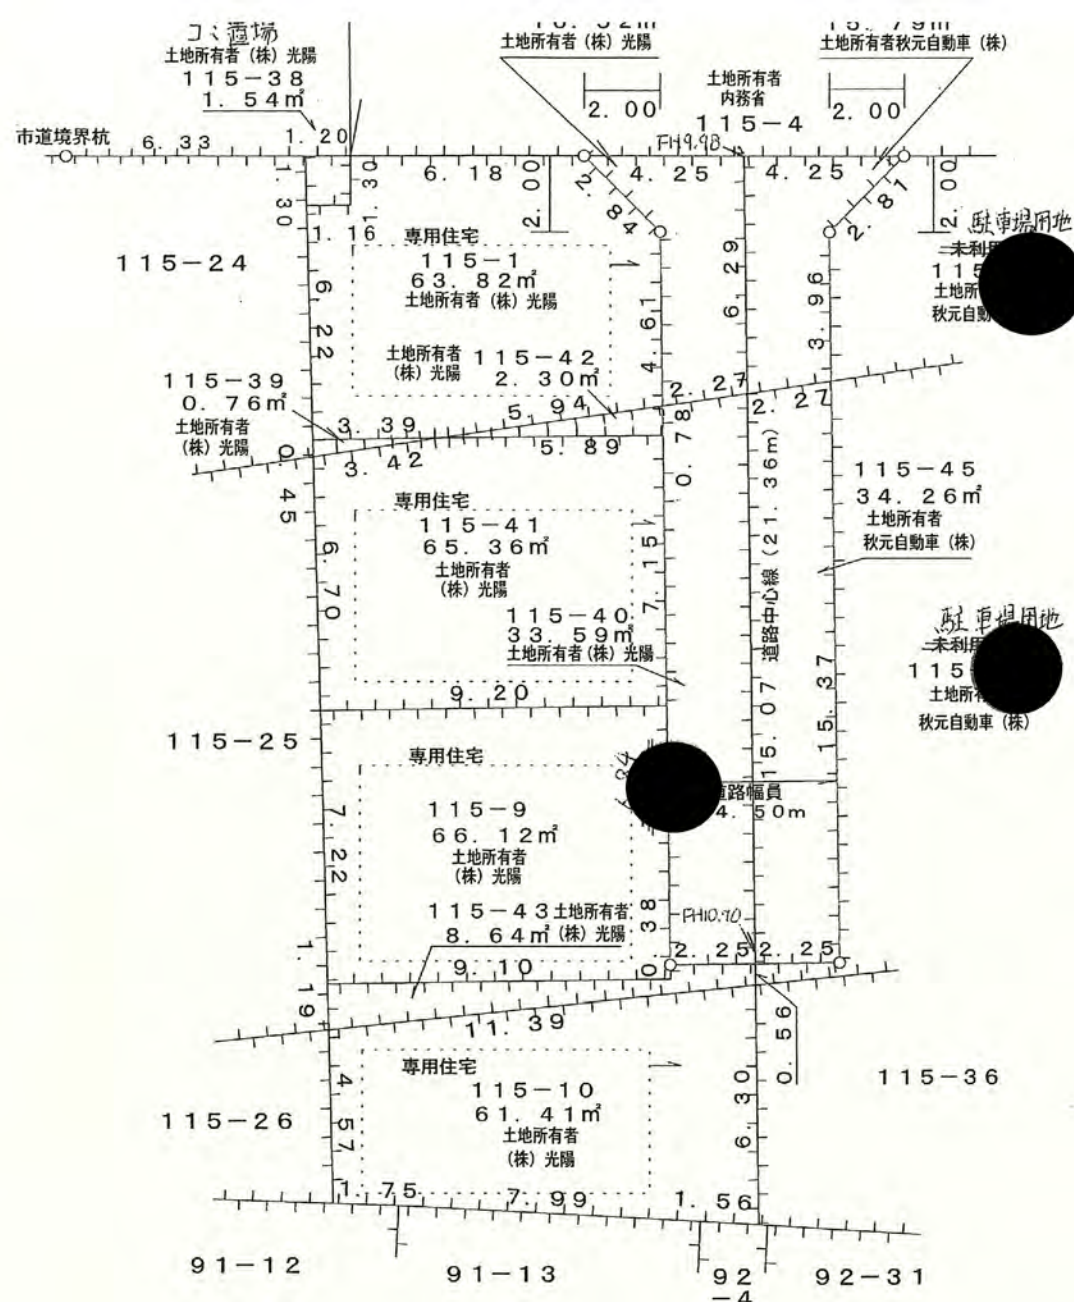 ゴミ置場
土地所有者（株）光陽
115-38
1.54㎡
土地所有者（株）光陽
15.79m
土地所有者秋元自動車（株）
2.00
土地所有者
内務省
115-4
2.00
市道境界杭
6.33
1.20
FH9.98
6.18
4.25
4.25
1.30
1.30
2.00
2.84
2.81
2.00
1.16
115-24
専用住宅
115-1
63.82㎡
土地所有者（株）光陽
駐車場用地
未利用
115
土地所
秋元自動
6.22
4.61
6.29
3.96
土地所有者
（株）光陽
115-42
2.30㎡
115-39
0.76㎡
土地所有者
（株）光陽
2.27
2.27
5.94
3.39
3.42
5.89
0.78
0.45
道路中心線（21.36m）
115-45
34.26㎡
土地所有者
秋元自動車（株）
専用住宅
115-41
65.36㎡
土地所有者
（株）光陽
6.70
7.15
115-40
33.59㎡
土地所有者（株）光陽
駐車場用地
未利用
115-
土地所有
秋元自動車（株）
9.20
15.07
15.37
115-25
専用住宅
84
道路幅員
4.50m
115-9
66.12㎡
土地所有者
（株）光陽
7.22
115-43 土地所有者
8.64㎡（株）光陽
0.38
FH10.90
9.10
2.25
2.25
1.19
11.39
0.56
専用住宅
115-10
61.41㎡
土地所有者
（株）光陽
115-36
115-26
4.57
6.30
1.75
7.99
1.56
91-12
91-13
92
-4
92-31